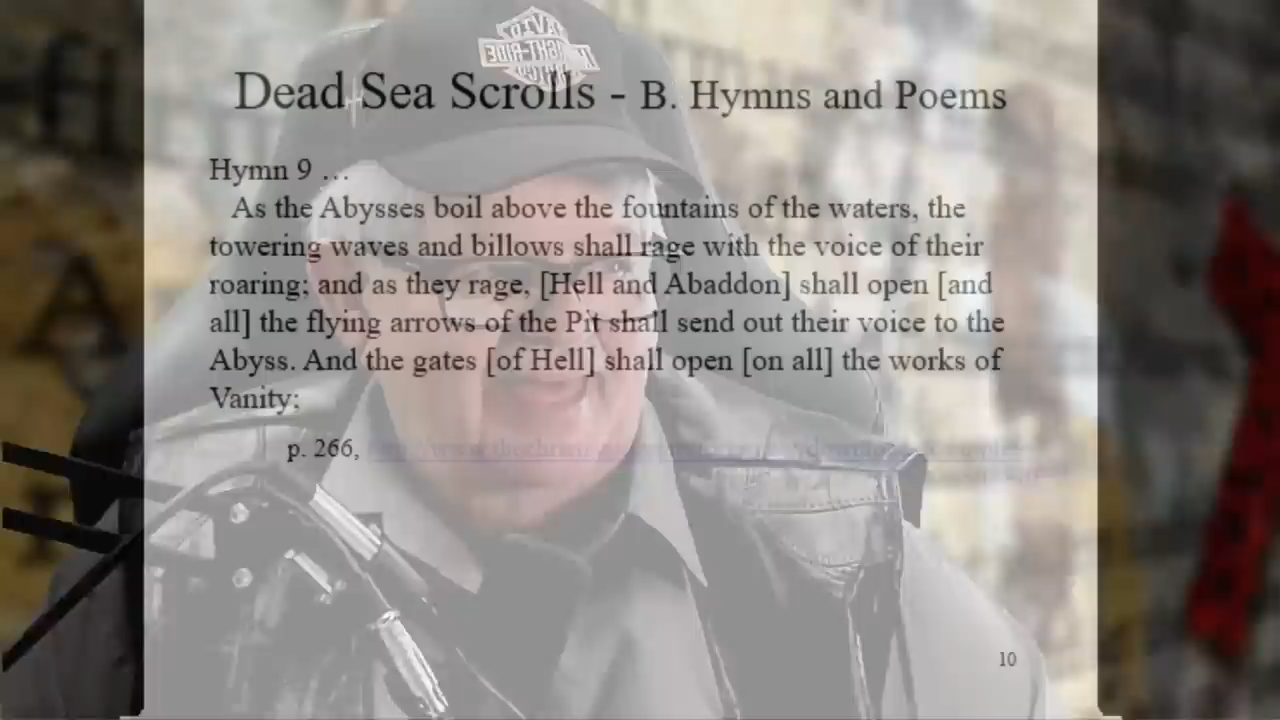 Dead Sea Scrolls - B. Hymns and Poems
Hymn 9 …
As the Abysses boil above the fountains of the waters, the
towering waves and billows shall rage with the voice of their
roaring; and as they rage, [Hell and Abaddon] shall open [and
all] the flying arrows of the Pit shall send out their voice to the
Abyss. And the gates [of Hell] shall open [on all] the works of
Vanity;
p. 266,
10